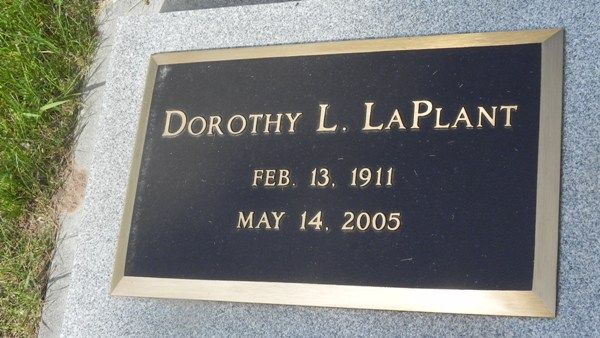 Dorothy L. LaPlant
Feb. 13, 1911
May 14, 2005